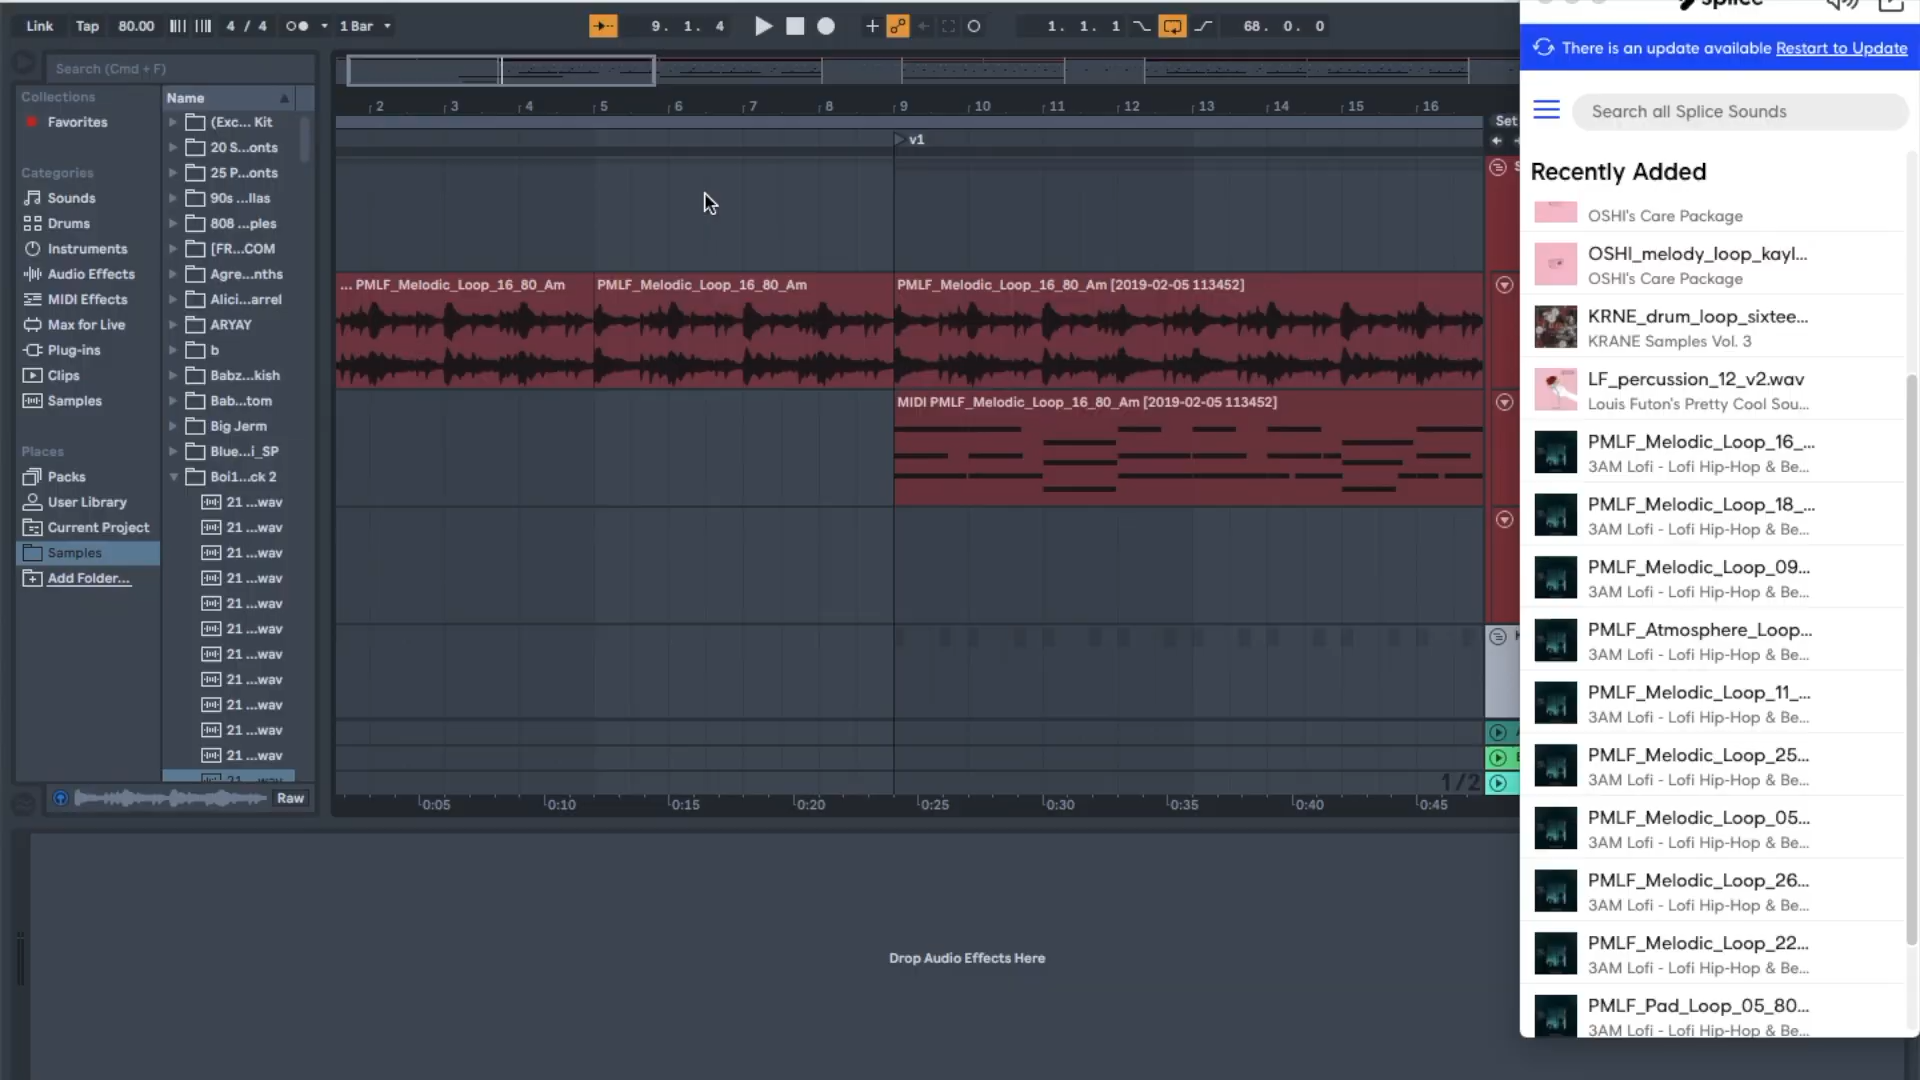 Link Tap 80.00 4 / 4 1 Bar 9. 1. 4 1. 1. 1 68. 0. 0
Search (Cmd + F)
Collections
Favorites
Categories
Sounds
Drums
Instruments
Audio Effects
MIDI Effects
Max for Live
Plug-ins
Clips
Samples
Places
Packs
User Library
Current Project
Samples
Add Folder...
Name
(Exc... Kit
20 S...onts
25 P...onts
90s ...llas
808 ...ples
[FR...COM
Agre...nths
Alici...arrel
ARYAY
b
Babz...kish
Bab...tom
Big Jerm
Blue...i_SP
Boi1...ck 2
21 ...wav
21 ...wav
21 ...wav
21 ...wav
21 ...wav
21 ...wav
21 ...wav
21 ...wav
21 ...wav
21 ...wav
21 ...wav
21 ...wav
Raw
2 3 4 5 6 7 8 9 10 11 12 13 14 15 16
Set
v1
... PMLF_Melodic_Loop_16_80_Am
PMLF_Melodic_Loop_16_80_Am
PMLF_Melodic_Loop_16_80_Am [2019-02-05 113452]
MIDI PMLF_Melodic_Loop_16_80_Am [2019-02-05 113452]
1/2
0:05 0:10 0:15 0:20 0:25 0:30 0:35 0:40 0:45
Drop Audio Effects Here
splice
There is an update available Restart to Update
Search all Splice Sounds
Recently Added
OSHI's Care Package
OSHI_melody_loop_kayl...
OSHI's Care Package
KRNE_drum_loop_sixtee...
KRANE Samples Vol. 3
LF_percussion_12_v2.wav
Louis Futon's Pretty Cool Sou...
PMLF_Melodic_Loop_16_...
3AM Lofi - Lofi Hip-Hop & Be...
PMLF_Melodic_Loop_18_...
3AM Lofi - Lofi Hip-Hop & Be...
PMLF_Melodic_Loop_09...
3AM Lofi - Lofi Hip-Hop & Be...
PMLF_Atmosphere_Loop...
3AM Lofi - Lofi Hip-Hop & Be...
PMLF_Melodic_Loop_11_...
3AM Lofi - Lofi Hip-Hop & Be...
PMLF_Melodic_Loop_25...
3AM Lofi - Lofi Hip-Hop & Be...
PMLF_Melodic_Loop_05...
3AM Lofi - Lofi Hip-Hop & Be...
PMLF_Melodic_Loop_26...
3AM Lofi - Lofi Hip-Hop & Be...
PMLF_Melodic_Loop_22...
3AM Lofi - Lofi Hip-Hop & Be...
PMLF_Pad_Loop_05_80...
3AM Lofi - Lofi Hip-Hop & Be...